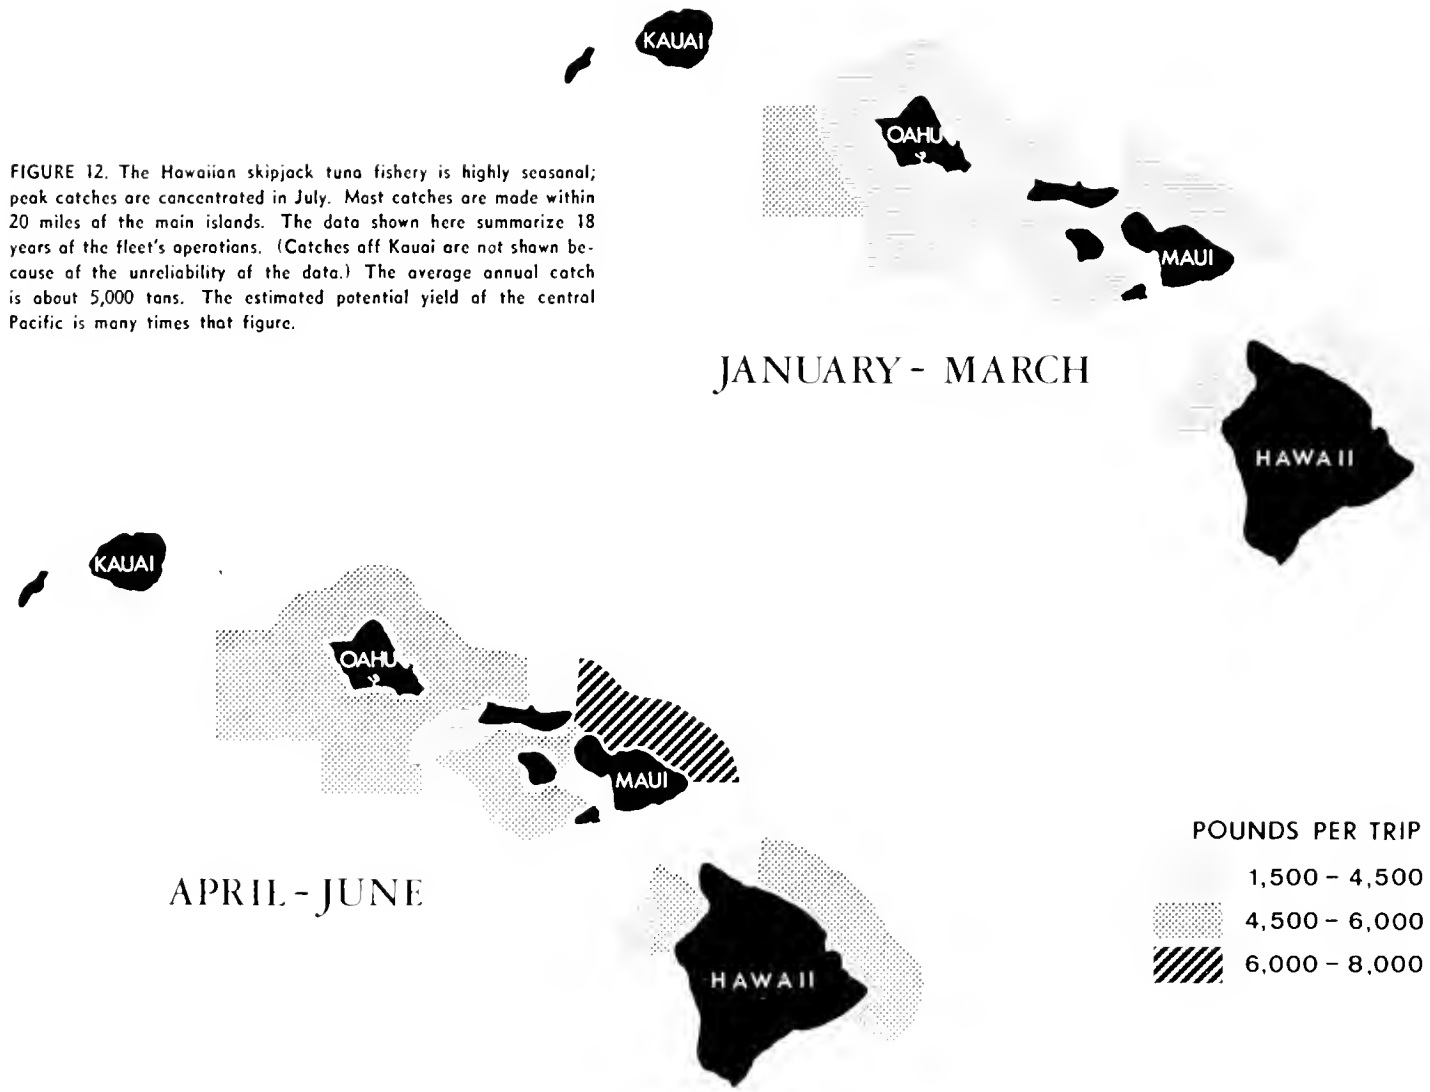 KAUAI
OAHU
MAUI
HAWAII
FIGURE 12. The Hawaiian skipjack tuna fishery is highly seasonal;
peak catches are concentrated in July. Most catches are made within
20 miles of the main islands. The data shown here summarize 18
years of the fleet's operations. (Catches off Kauai are not shown be-
cause of the unreliability of the data.) The average annual catch
is about 5,000 tons. The estimated potential yield of the central
Pacific is many times that figure.
JANUARY - MARCH
KAUAI
OAHU
MAUI
HAWAII
APRIL - JUNE
POUNDS PER TRIP
1,500 - 4,500
4,500 - 6,000
6,000 - 8,000